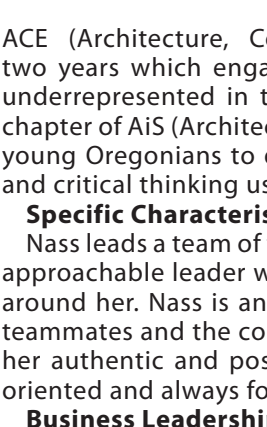 ACE (Architecture, Co
two years which enga
underrepresented in t
chapter of AiS (Architec
young Oregonians to e
and critical thinking us
Specific Characteris
Nass leads a team of
approachable leader w
around her. Nass is an
teammates and the co
her authentic and pos
oriented and always fo
Business Leadership